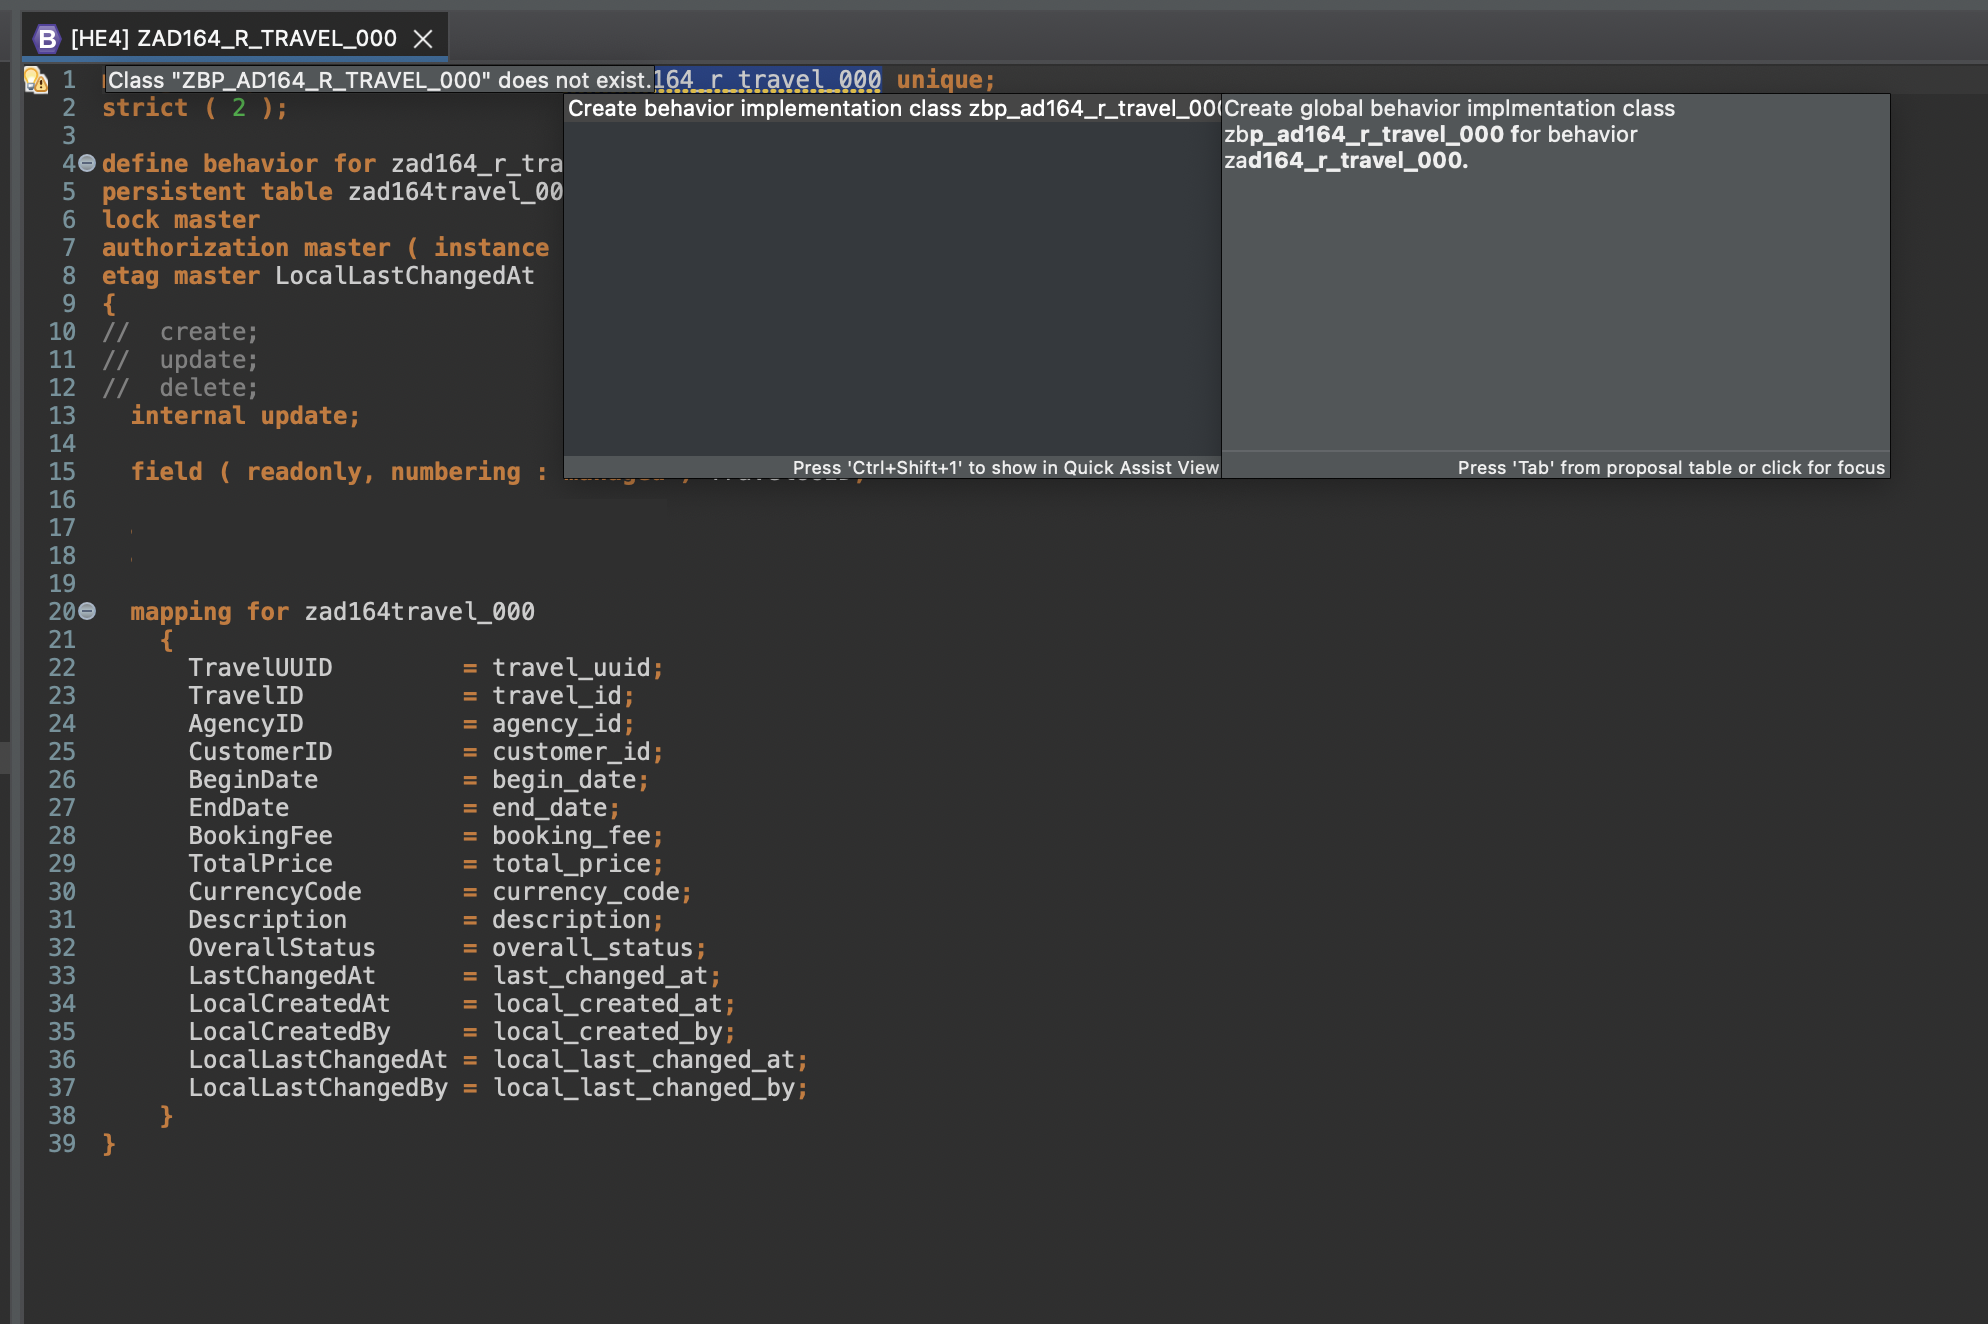 B [HE4] ZAD164_R_TRAVEL_000
1 Class "ZBP_AD164_R_TRAVEL_000" does not exist.164_r_travel_000 unique;
2 strict ( 2 );
3
4 define behavior for zad164_r_tra
5 persistent table zad164travel_00
6 lock master
7 authorization master ( instance
8 etag master LocalLastChangedAt
9 {
10 //  create;
11 //  update;
12 //  delete;
13 internal update;
14
15 field ( readonly, numbering :
16
17
18
19
20 mapping for zad164travel_000
21 {
22 TravelUUID = travel_uuid;
23 TravelID = travel_id;
24 AgencyID = agency_id;
25 CustomerID = customer_id;
26 BeginDate = begin_date;
27 EndDate = end_date;
28 BookingFee = booking_fee;
29 TotalPrice = total_price;
30 CurrencyCode = currency_code;
31 Description = description;
32 OverallStatus = overall_status;
33 LastChangedAt = last_changed_at;
34 LocalCreatedAt = local_created_at;
35 LocalCreatedBy = local_created_by;
36 LocalLastChangedAt = local_last_changed_at;
37 LocalLastChangedBy = local_last_changed_by;
38 }
39 }
Create behavior implementation class zbp_ad164_r_travel_00
Press 'Ctrl+Shift+1' to show in Quick Assist View
Create global behavior implmentation class
zbp_ad164_r_travel_000 for behavior
zad164_r_travel_000.
Press 'Tab' from proposal table or click for focus